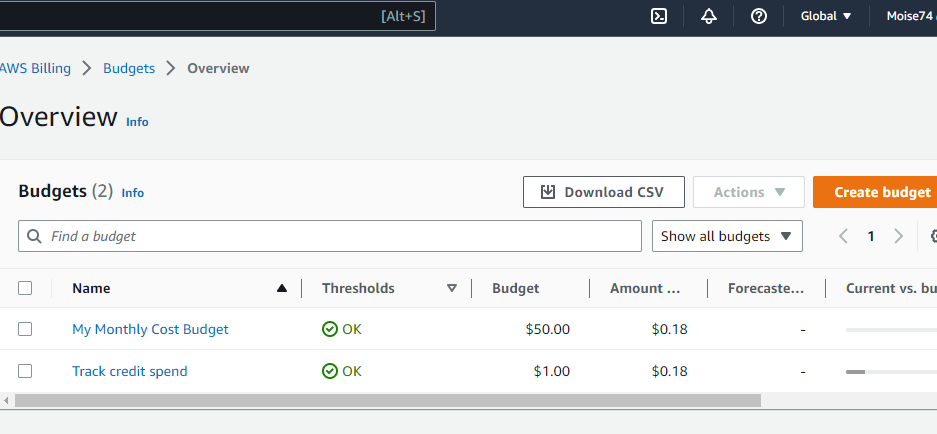 [Alt+S] Global Moise74
AWS Billing Budgets Overview
Overview Info
Budgets (2) Info Download CSV Actions Create budget
Find a budget Show all budgets 1
Name Thresholds Budget Amount ... Forecaste... Current vs. bu
My Monthly Cost Budget OK $50.00 $0.18 -
Track credit spend OK $1.00 $0.18 -